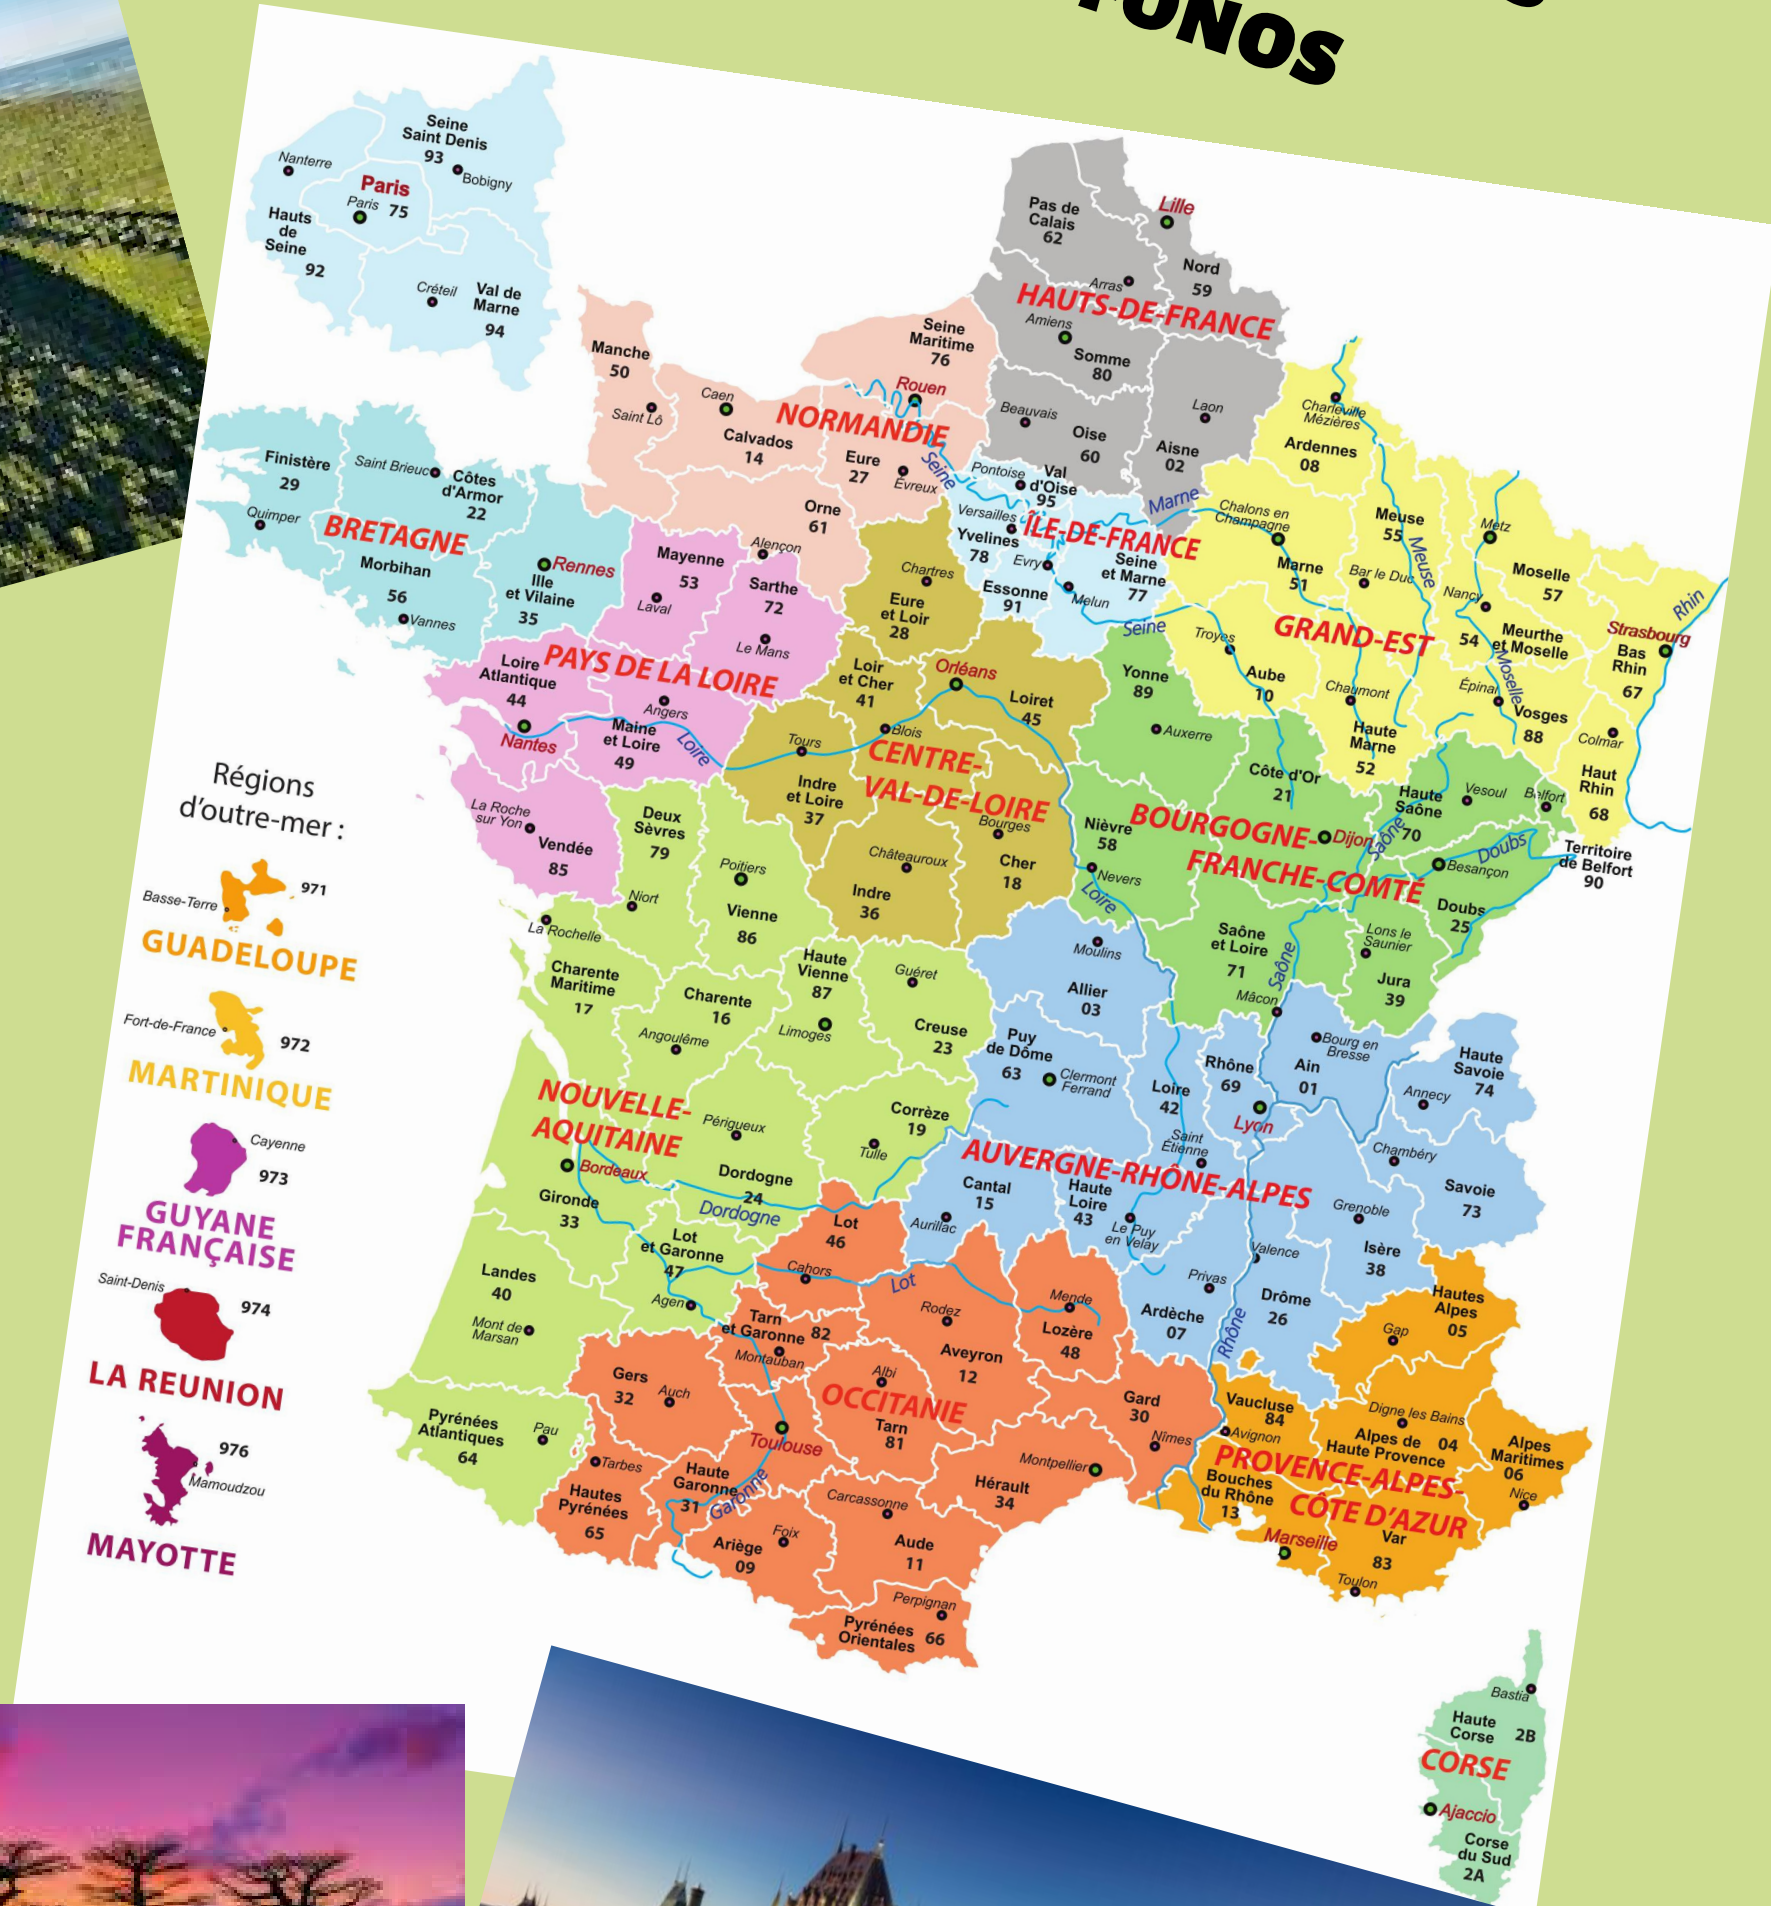 FONOS
Seine
Saint Denis
93
Bobigny
Nanterre
Paris
Paris 75
Hauts
de
Seine
92
Créteil
Val de
Marne
94
Pas de
Calais
62
Lille
Nord
59
Arras
HAUTS-DE-FRANCE
Amiens
Somme
80
Beauvais
Oise
60
Laon
Aisne
02
Manche
50
Saint Lô
Caen
Calvados
14
NORMANDIE
Seine
Maritime
76
Rouen
Eure
27
Évreux
Seine
Orne
61
Alençon
Finistère
29
Quimper
Saint Brieuc
Côtes
d'Armor
22
BRETAGNE
Morbihan
56
Vannes
Rennes
Ille
et Vilaine
35
Mayenne
53
Laval
Sarthe
72
Le Mans
PAYS DE LA LOIRE
Loire
Atlantique
44
Nantes
Angers
Maine
et Loire
49
Loire
La Roche
sur Yon
Vendée
85
Chartres
Eure
et Loir
28
Loir
et Cher
41
Blois
Orléans
Loiret
45
Tours
Indre
et Loire
37
CENTRE-
VAL-DE-LOIRE
Bourges
Cher
18
Châteauroux
Indre
36
Pontoise
Val
d'Oise
95
Versailles
Yvelines
78
ÎLE-DE-FRANCE
Evry
Essonne
91
Melun
Seine
et Marne
77
Marne
Seine
Charleville
Mézières
Ardennes
08
Chalons en
Champagne
Marne
51
Meuse
55
Meuse
Bar le Duc
Metz
Moselle
57
Nancy
54
Meurthe
et Moselle
Moselle
Strasbourg
Rhin
Bas
Rhin
67
GRAND-EST
Troyes
Aube
10
Chaumont
Haute
Marne
52
Épinal
Vosges
88
Colmar
Haut
Rhin
68
Yonne
89
Auxerre
Côte d'Or
21
Nièvre
58
Nevers
Loire
BOURGOGNE-
FRANCHE-COMTÉ
Dijon
Saône
Haute
Saône
70
Vesoul
Belfort
Territoire
de Belfort
90
Doubs
Besançon
Doubs
25
Saône
et Loire
71
Saône
Mâcon
Lons le
Saunier
Jura
39
Deux
Sèvres
79
Niort
Poitiers
Vienne
86
La Rochelle
Charente
Maritime
17
Charente
16
Angoulême
Haute
Vienne
87
Limoges
Guéret
Creuse
23
Corrèze
19
Tulle
NOUVELLE-
AQUITAINE
Périgueux
Dordogne
24
Dordogne
Bordeaux
Gironde
33
Lot
et Garonne
47
Agen
Landes
40
Mont de
Marsan
Pyrénées
Atlantiques
64
Pau
Moulins
Allier
03
Puy
de Dôme
63
Clermont
Ferrand
Loire
42
Saint
Étienne
Rhône
69
Lyon
Bourg en
Bresse
Ain
01
Haute
Savoie
74
Annecy
Chambéry
Savoie
73
AUVERGNE-RHÔNE-ALPES
Cantal
15
Aurillac
Haute
Loire
43
Le Puy
en Velay
Grenoble
Isère
38
Valence
Privas
Ardèche
07
Drôme
26
Rhône
Lot
46
Cahors
Lot
Rodez
Aveyron
12
Mende
Lozère
48
Tarn
et Garonne 82
Montauban
Gers
32
Auch
Albi
OCCITANIE
Tarn
81
Toulouse
Gard
30
Nîmes
Montpellier
Hérault
34
Tarbes
Hautes
Pyrénées
65
Haute
Garonne
31
Garonne
Foix
Ariège
09
Carcassonne
Aude
11
Perpignan
Pyrénées
Orientales 66
Hautes
Alpes
05
Gap
Vaucluse
84
Avignon
Digne les Bains
Alpes de 04
Haute Provence
Alpes
Maritimes
06
Nice
PROVENCE-ALPES-
CÔTE D'AZUR
Bouches
du Rhône
13
Marseille
Var
83
Toulon
Bastia
Haute
Corse 2B
CORSE
Ajaccio
Corse
du Sud
2A
Régions
d'outre-mer :
971
Basse-Terre
GUADELOUPE
Fort-de-France
972
MARTINIQUE
Cayenne
973
GUYANE
FRANÇAISE
Saint-Denis
974
LA REUNION
976
Mamoudzou
MAYOTTE